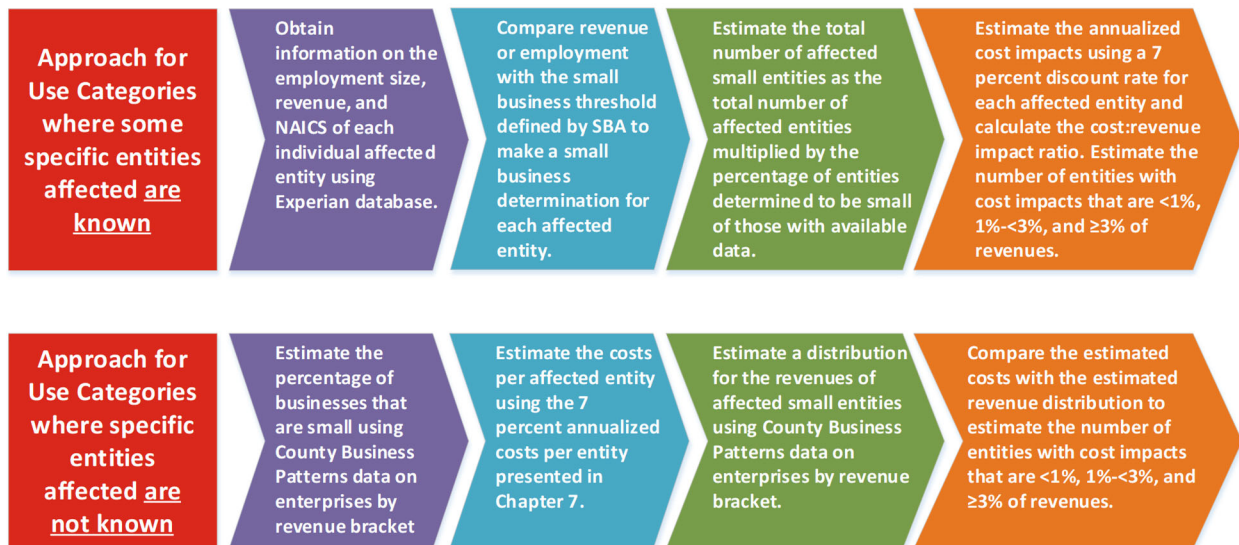 Approach for
Use Categories
where some
specific entities
affected are
known
Obtain
information on the
employment size,
revenue, and
NAICS of each
individual affected
entity using
Experian database.
Compare revenue
or employment
with the small
business threshold
defined by SBA to
make a small
business
determination for
each affected
entity.
Estimate the total
number of affected
small entities as the
total number of
affected entities
multiplied by the
percentage of entities
determined to be small
of those with available
data.
Estimate the annualized
cost impacts using a 7
percent discount rate for
each affected entity and
calculate the cost:revenue
impact ratio. Estimate the
number of entities with
cost impacts that are <1%,
1%-<3%, and ≥3% of
revenues.
Approach for
Use Categories
where specific
entities
affected are
not known
Estimate the
percentage of
businesses that
are small using
County Business
Patterns data on
enterprises by
revenue bracket
Estimate the costs
per affected entity
using the 7
percent annualized
costs per entity
presented in
Chapter 7.
Estimate a distribution
for the revenues of
affected small entities
using County Business
Patterns data on
enterprises by revenue
bracket.
Compare the estimated
costs with the estimated
revenue distribution to
estimate the number of
entities with cost impacts
that are <1%, 1%-<3%, and
≥3% of revenues.